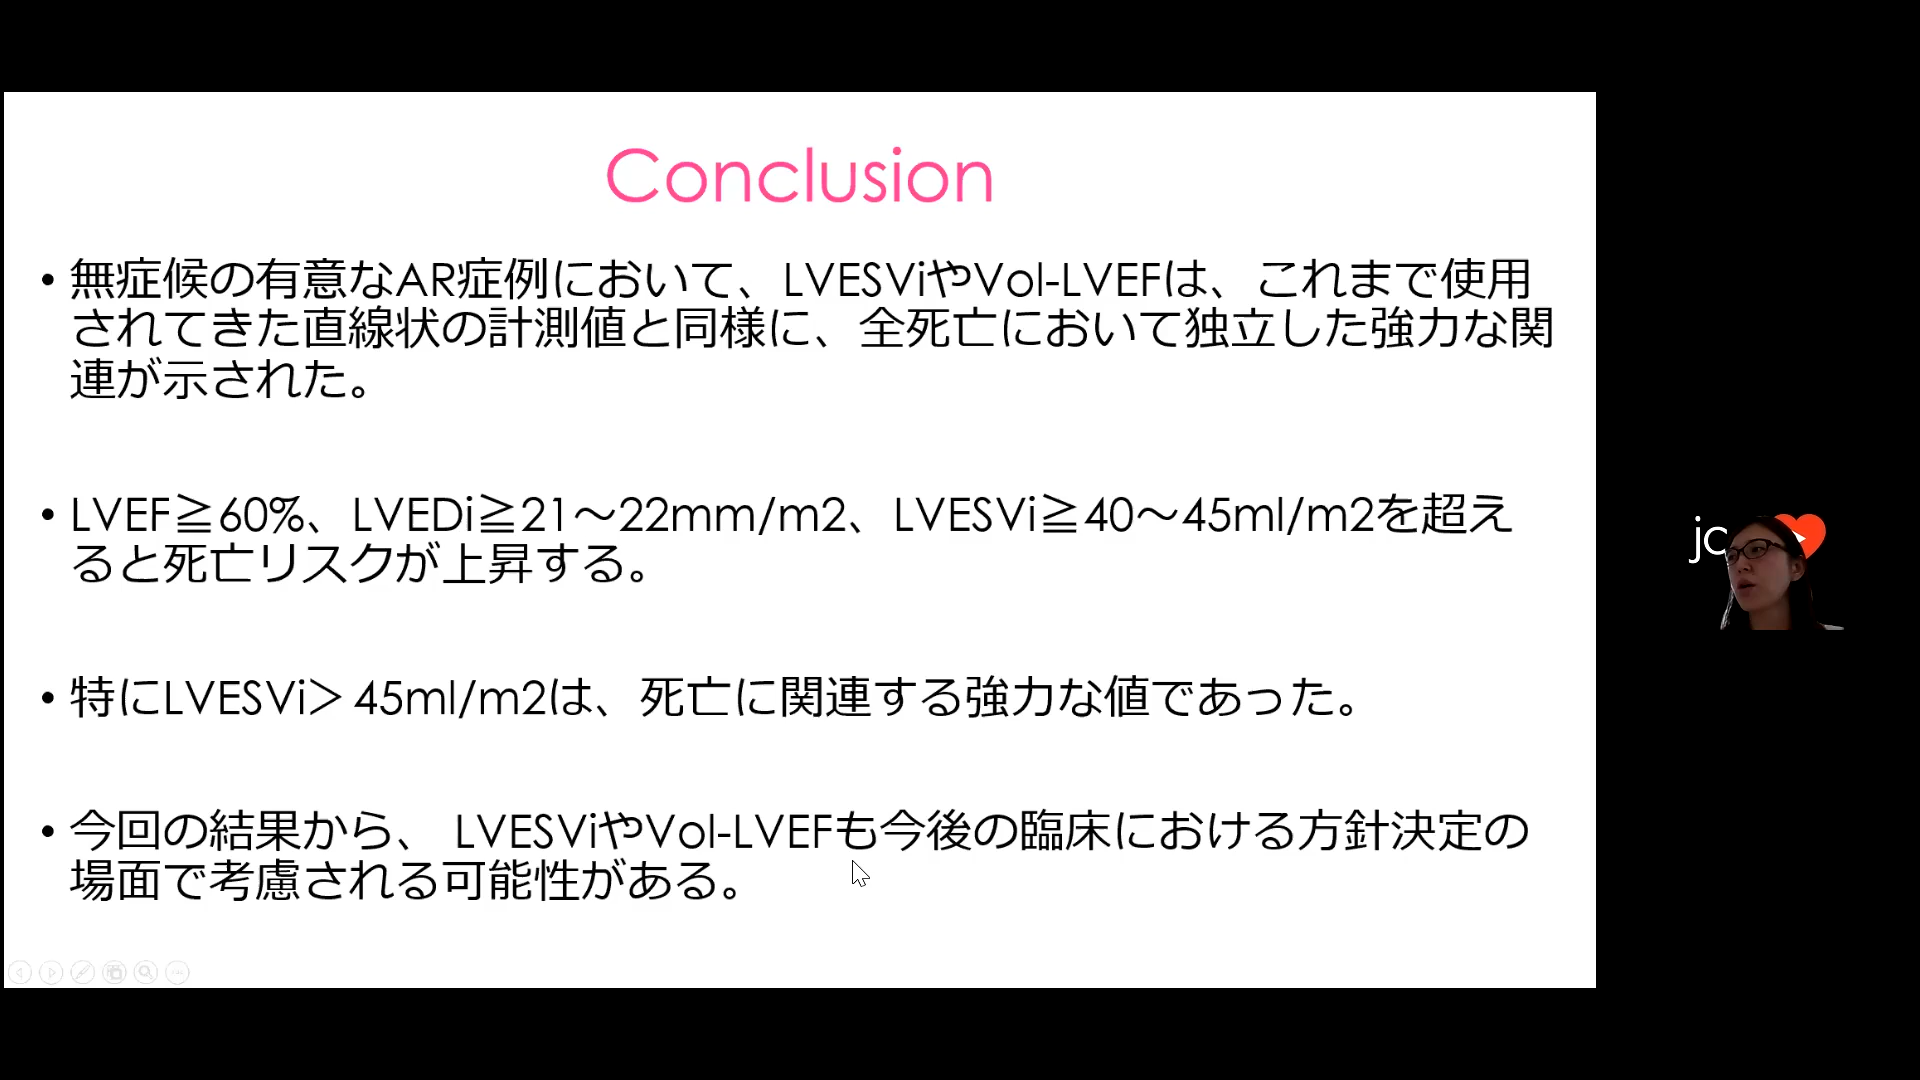 Conclusion
• 無症候の有意なAR症例において、LVESViやVol-LVEFは、これまで使用
されてきた直線状の計測値と同様に、全死亡において独立した強力な関
連が示された。
• LVEF≧60%、LVEDi≧21～22mm/m2、LVESVi≧40～45ml/m2を超え
ると死亡リスクが上昇する。
• 特にLVESVi＞45ml/m2は、死亡に関連する強力な値であった。
• 今回の結果から、 LVESViやVol-LVEFも今後の臨床における方針決定の
場面で考慮される可能性がある。
jc